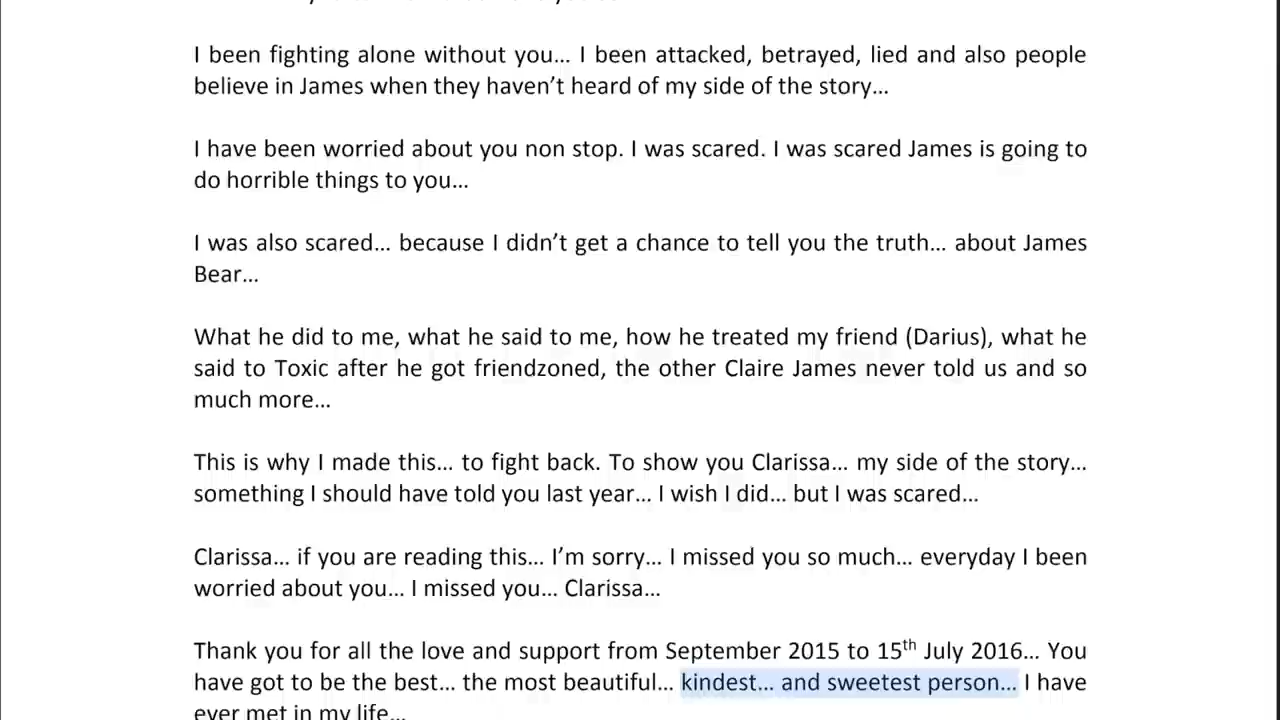 I been fighting alone without you... I been attacked, betrayed, lied and also people
believe in James when they haven't heard of my side of the story...
I have been worried about you non stop. I was scared. I was scared James is going to
do horrible things to you...
I was also scared... because I didn't get a chance to tell you the truth... about James
Bear...
What he did to me, what he said to me, how he treated my friend (Darius), what he
said to Toxic after he got friendzoned, the other Claire James never told us and so
much more...
This is why I made this... to fight back. To show you Clarissa... my side of the story...
something I should have told you last year... I wish I did... but I was scared...
Clarissa... if you are reading this... I'm sorry... I missed you so much... everyday I been
worried about you... I missed you... Clarissa...
Thank you for all the love and support from September 2015 to 15th July 2016... You
have got to be the best... the most beautiful... kindest... and sweetest person... I have
ever met in my life...